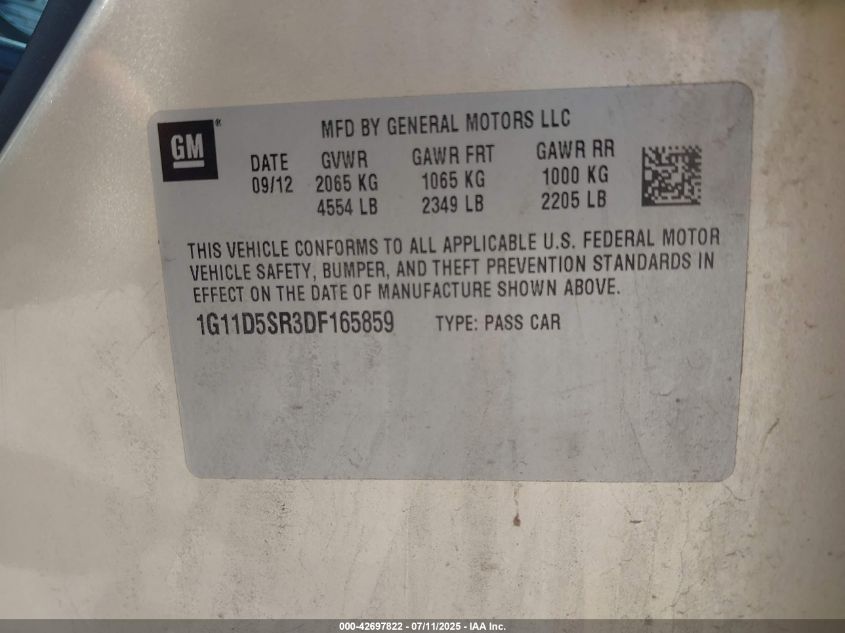 GM®
MFD BY GENERAL MOTORS LLC
DATE GVWR GAWR FRT GAWR RR
09/12 2065 KG 1065 KG 1000 KG
4554 LB 2349 LB 2205 LB
THIS VEHICLE CONFORMS TO ALL APPLICABLE U.S. FEDERAL MOTOR
VEHICLE SAFETY, BUMPER, AND THEFT PREVENTION STANDARDS IN
EFFECT ON THE DATE OF MANUFACTURE SHOWN ABOVE.
1G11D5SR3DF165859 TYPE: PASS CAR
000-42697822 - 07/11/2025 - IAA Inc.